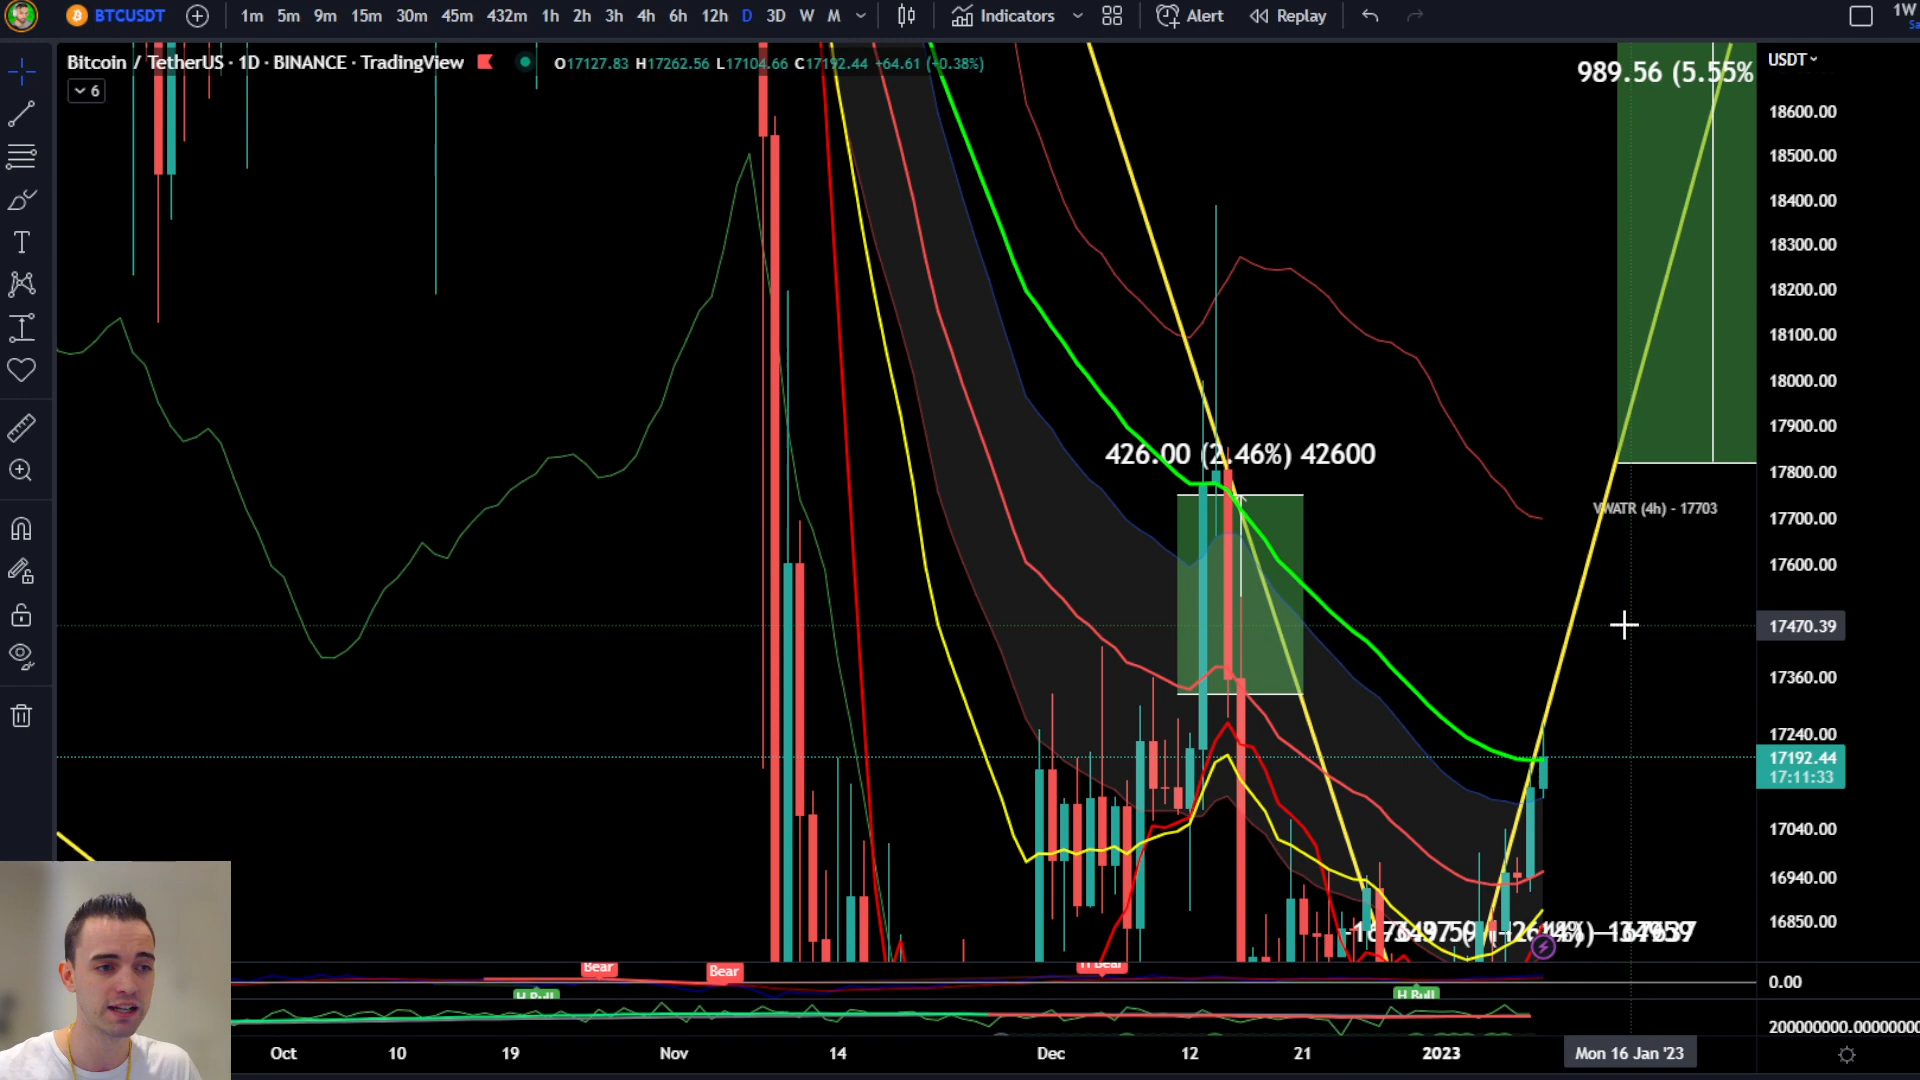 BTCUSDT 1m 5m 9m 15m 30m 45m 432m 1h 2h 3h 4h 6h 12h D 3D W M Indicators Alert Replay 1W
Bitcoin / TetherUS · 1D · BINANCE · TradingView O17127.83 H17262.56 L17104.66 C17192.44 +64.61 (+0.38%)
6
USDT
989.56 (5.55%
18600.00
18500.00
18400.00
18300.00
18200.00
18100.00
18000.00
17900.00
426.00 (2.46%) 42600
17800.00
VWATR (4h) - 17703
17700.00
17600.00
17470.39
17360.00
17240.00
17192.44
17:11:33
17040.00
16940.00
16850.00
Bear
Bear
H Bear
0.00
H Bull
H Bull
200000000.0000000
Oct 10 19 Nov 14 Dec 12 21 2023 Mon 16 Jan '23